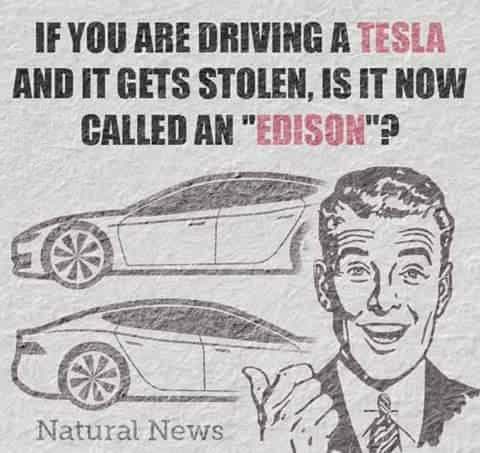 IF YOU ARE DRIVING A TESLA
AND IT GETS STOLEN, IS IT NOW
CALLED AN "EDISON"?
Natural News